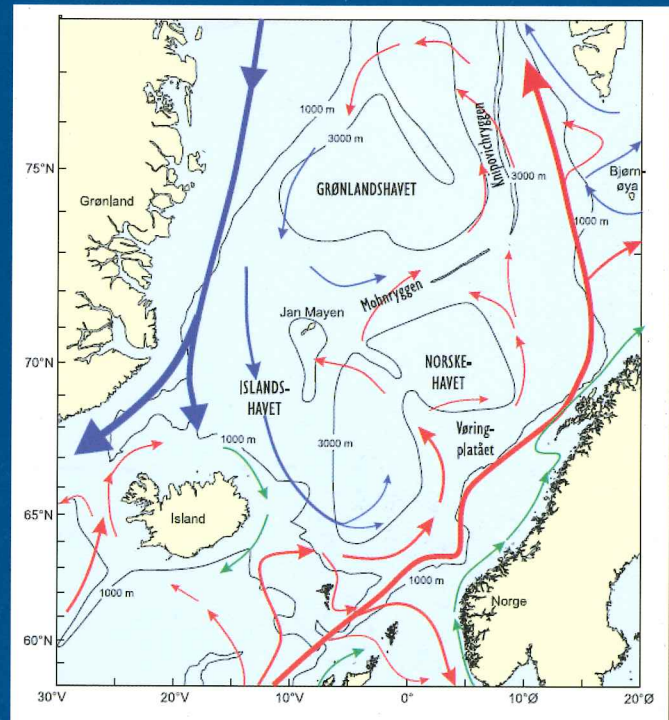 1000 m
3000 m
Knipovichryggen
75°N
GRØNLANDSHAVET
3000 m
Bjørn-
øya
Grønland
1000 m
Mohnryggen
Jan Mayen
70°N
NORSKE-
HAVET
ISLANDS-
HAVET
Vøring-
platået
1000 m
3000 m
65°N
Island
1000 m
1000 m
Norge
60°N
30°V
20°V
10°V
0°
10°Ø
20°Ø